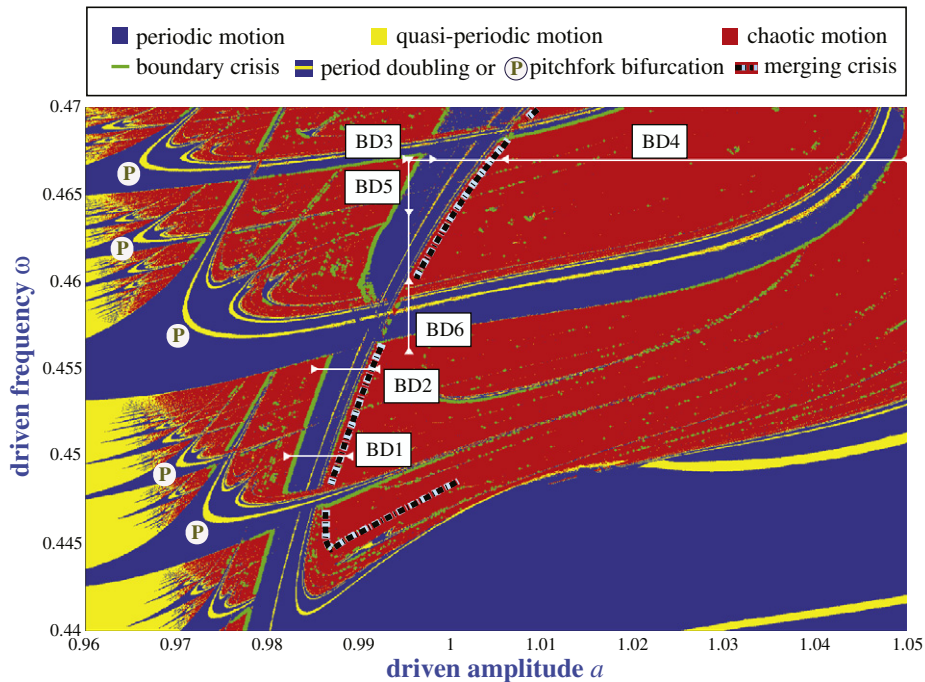 periodic motion quasi-periodic motion chaotic motion
boundary crisis period doubling or P pitchfork bifurcation merging crisis
0.47
BD3 BD4
P
BD5
0.465
P
0.46
BD6
P
0.455
BD2
0.45
BD1
P
P
0.445
0.44
0.96 0.97 0.98 0.99 1 1.01 1.02 1.03 1.04 1.05
driven frequency ω
driven amplitude a